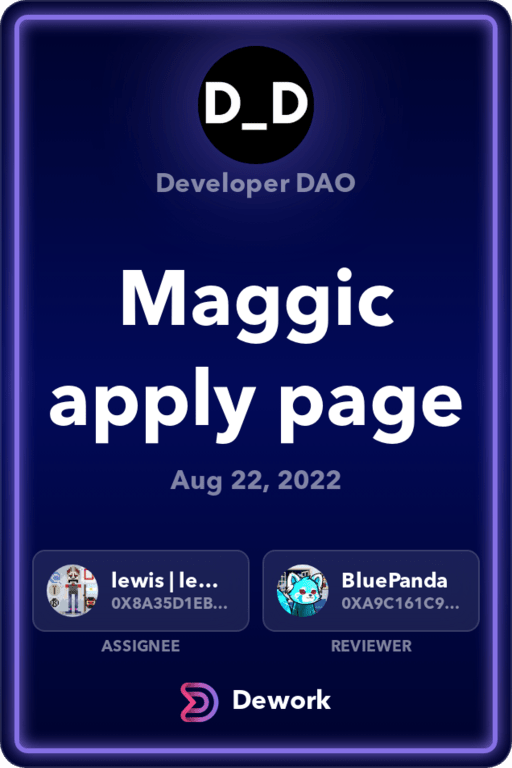 D_D
Developer DAO
Maggic
apply page
Aug 22, 2022
lewis | le...
0X8A35D1EB...
ASSIGNEE
BluePanda
0XA9C161C9...
REVIEWER
Dework